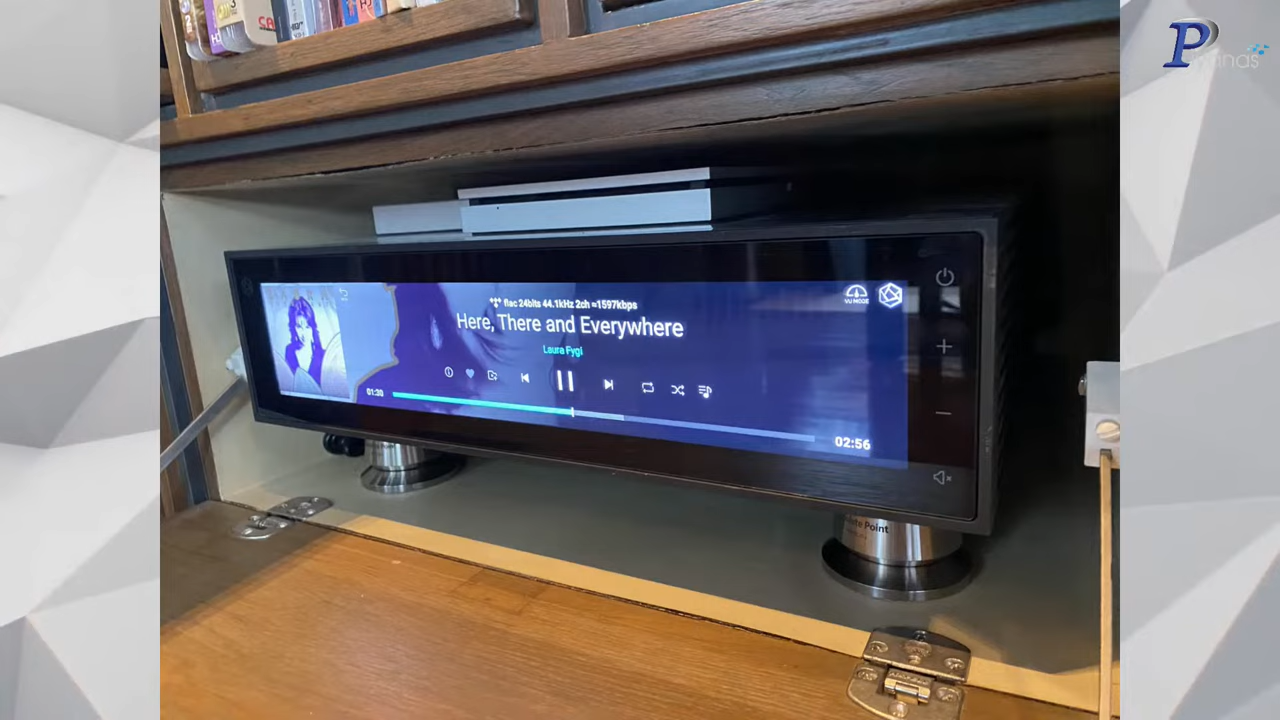 flac 24bits 44.1kHz 2ch ≈1597kbps
VU MODE
Here, There and Everywhere
Laura Fygi
01:30
02:56
Point